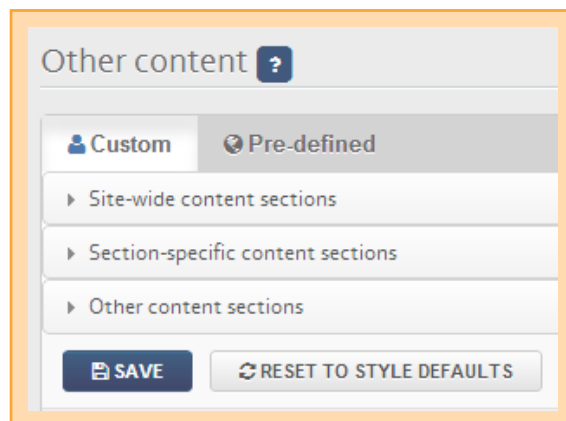 Other content ?
Custom Pre-defined
Site-wide content sections
Section-specific content sections
Other content sections
SAVE RESET TO STYLE DEFAULTS